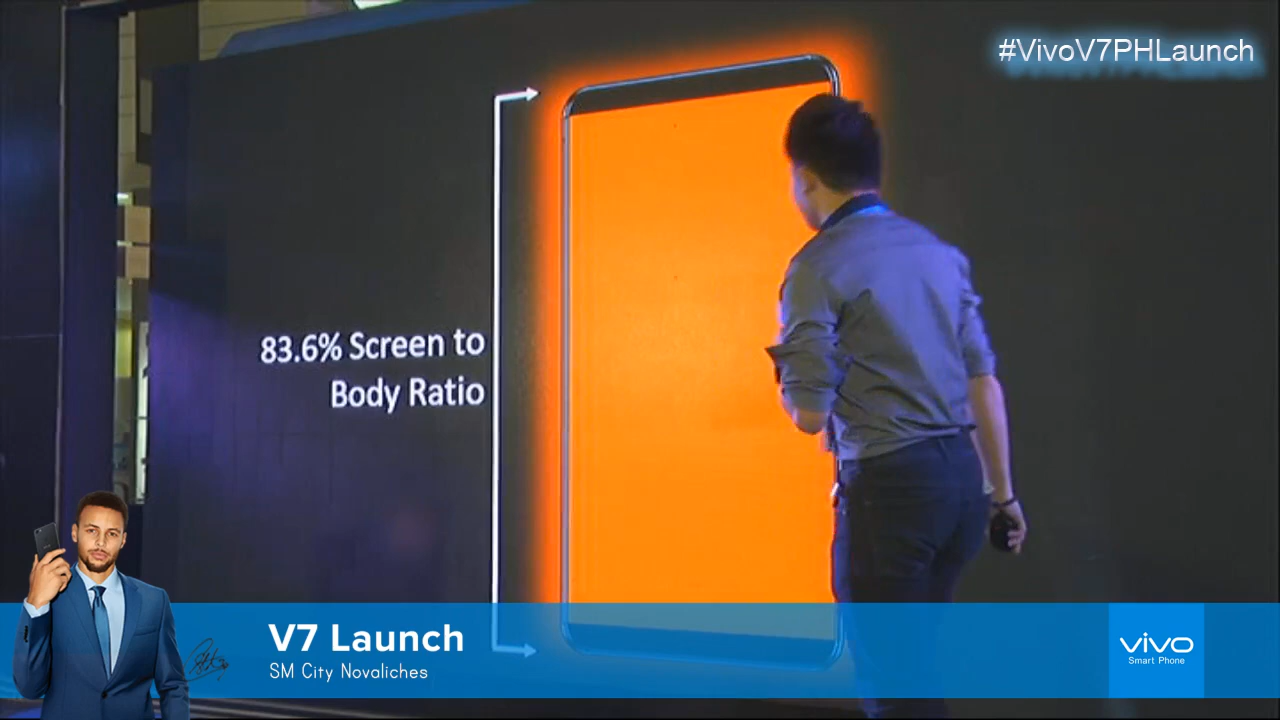 #VivoV7PHLaunch
83.6% Screen to
Body Ratio
V7 Launch
SM City Novaliches
vivo
Smart Phone